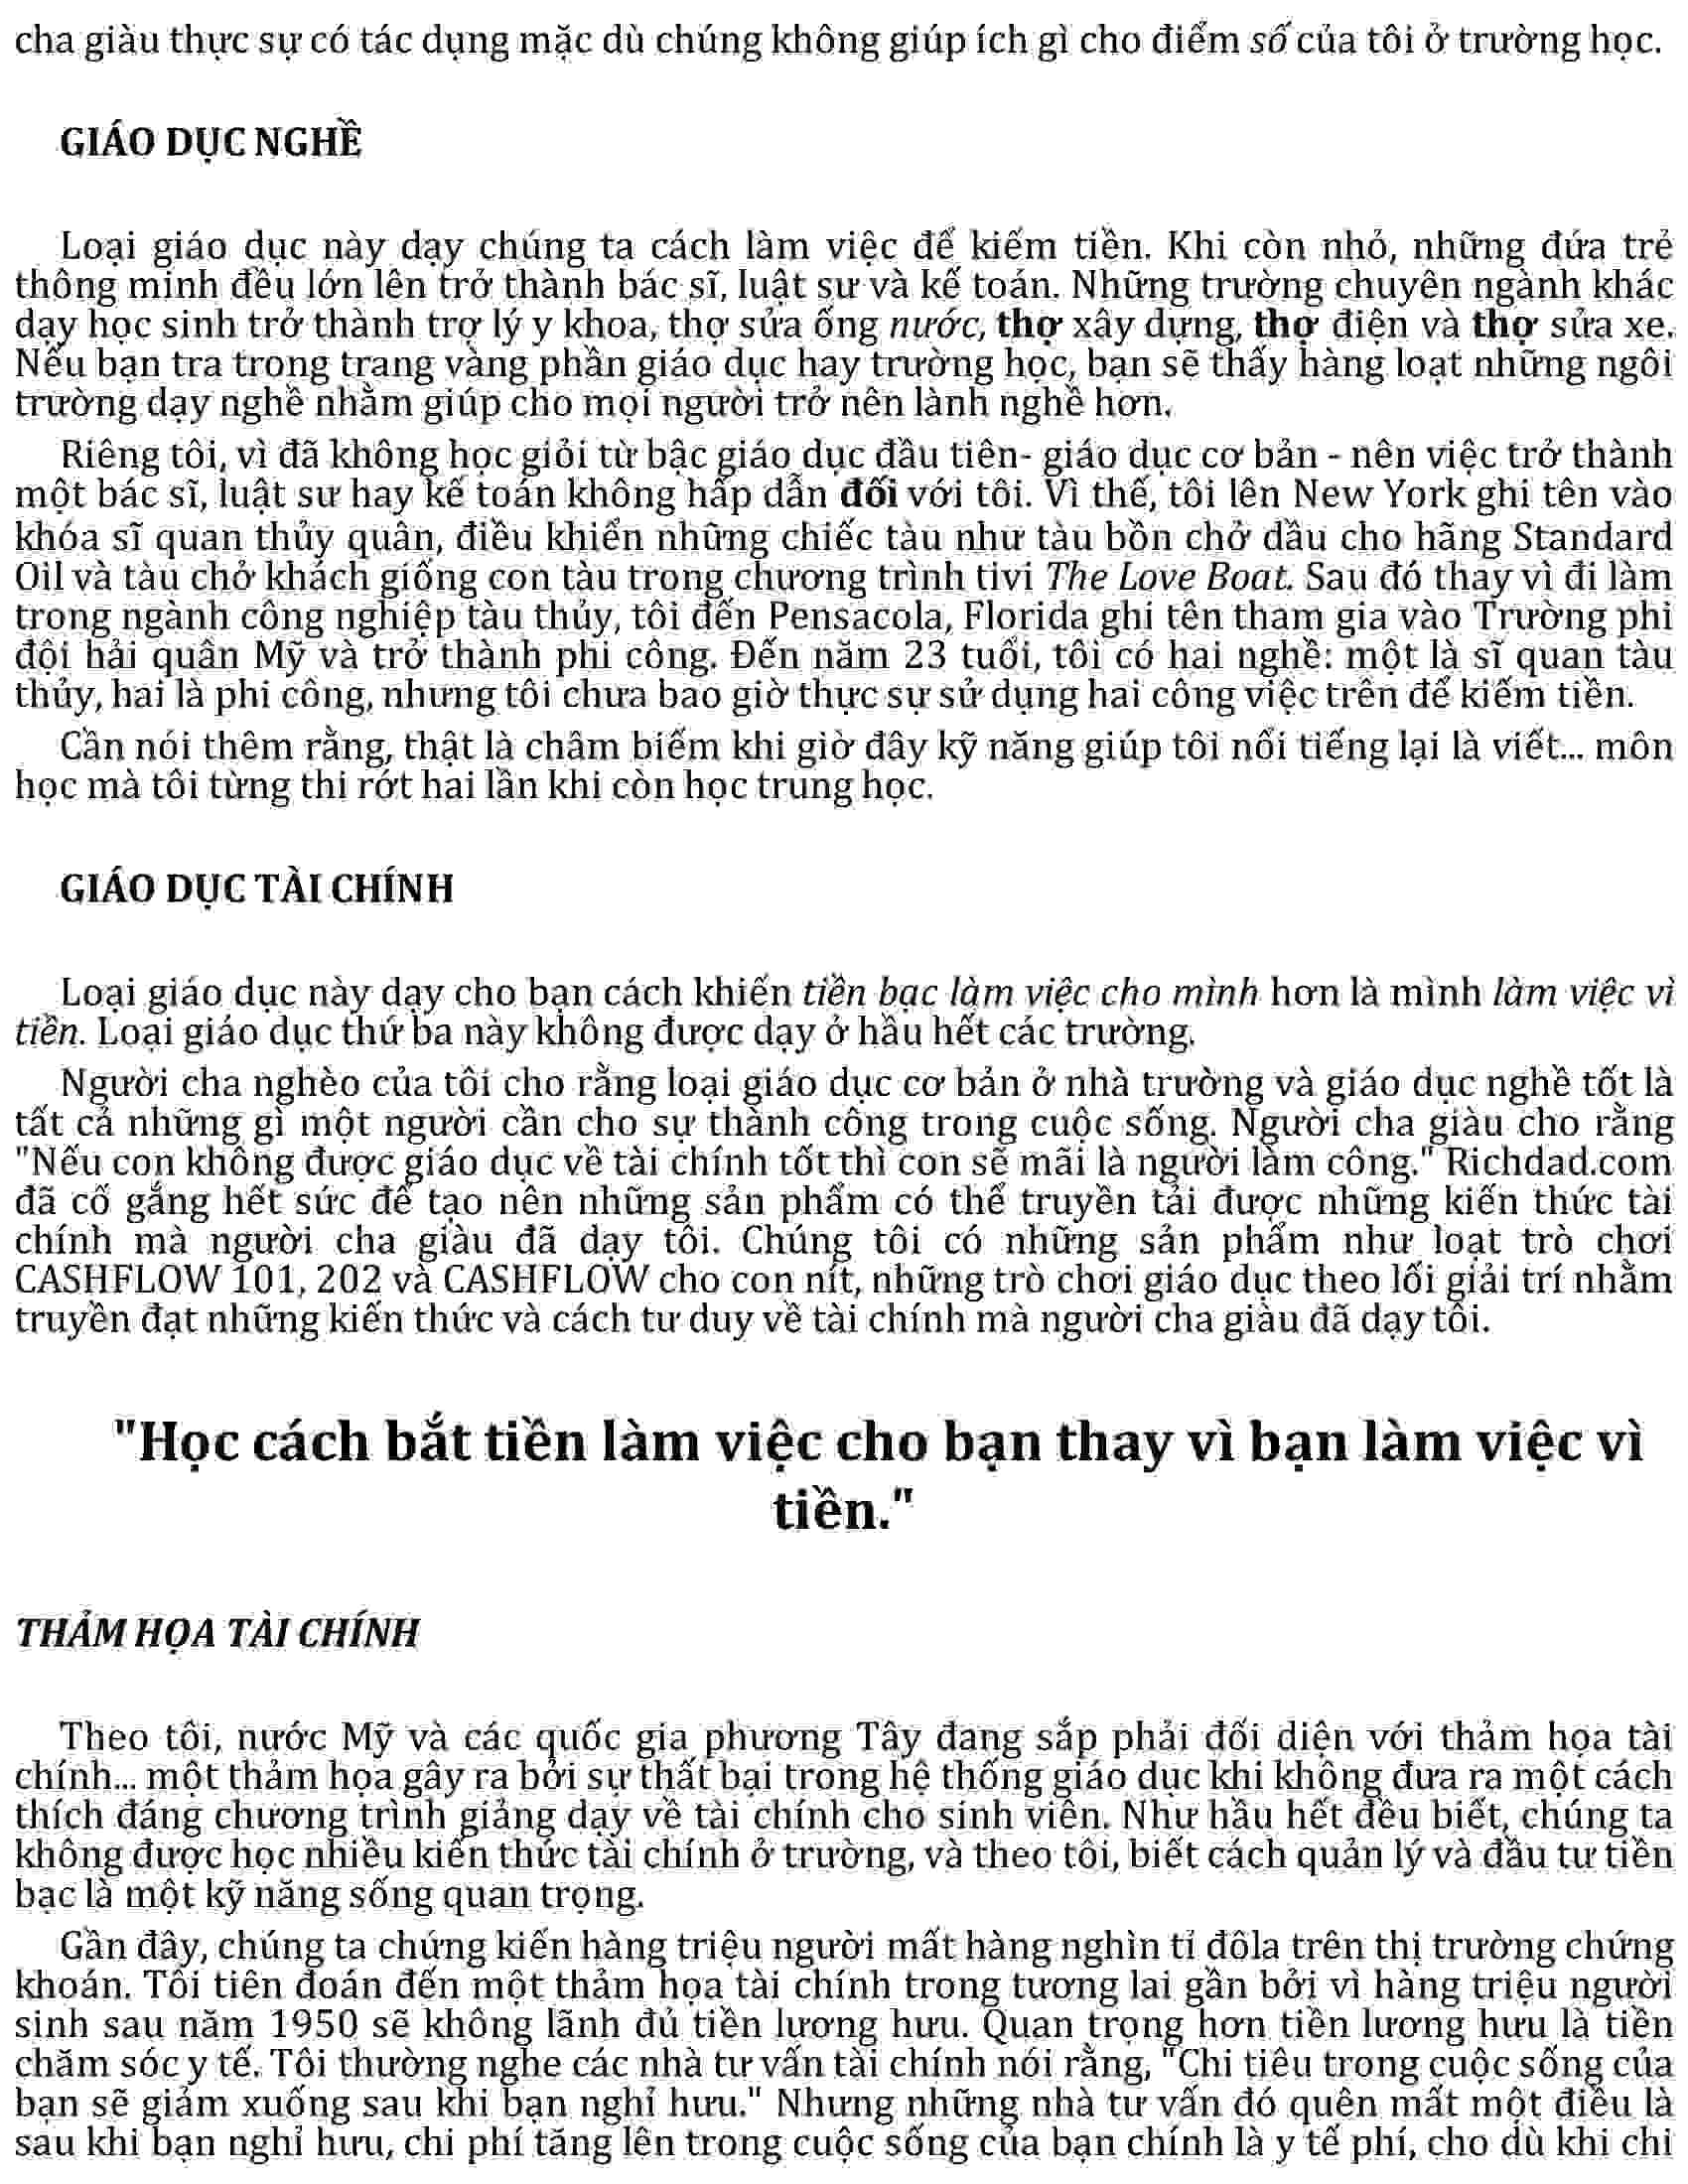 cha giàu thực sự có tác dụng mặc dù chúng không giúp ích gì cho điểm số của tôi ở trường học.
GIÁO DỤC NGHỀ
Loại giáo dục này dạy chúng ta cách làm việc để kiếm tiền. Khi còn nhỏ, những đứa trẻ
thông minh đều lớn lên trở thành bác sĩ, luật sư và kế toán. Những trường chuyên ngành khác
dạy học sinh trở thành trợ lý y khoa, thợ sửa ống nước, thợ xây dựng, thợ điện và thợ sửa xe.
Nếu bạn tra trong trang vàng phần giáo dục hay trường học, bạn sẽ thấy hàng loạt những ngôi
trường dạy nghề nhằm giúp cho mọi người trở nên lành nghề hơn.
Riêng tôi, vì đã không học giỏi từ bậc giáo dục đầu tiên- giáo dục cơ bản - nên việc trở thành
một bác sĩ, luật sư hay kế toán không hấp dẫn đối với tôi. Vì thế, tôi lên New York ghi tên vào
khóa sĩ quan thủy quân, điều khiển những chiếc tàu như tàu bồn chở dầu cho hãng Standard
Oil và tàu chở khách giống con tàu trong chương trình tivi The Love Boat. Sau đó thay vì đi làm
trong ngành công nghiệp tàu thủy, tôi đến Pensacola, Florida ghi tên tham gia vào Trường phi
đội hải quân Mỹ và trở thành phi công. Đến năm 23 tuổi, tôi có hai nghề: một là sĩ quan tàu
thủy, hai là phi công, nhưng tôi chưa bao giờ thực sự sử dụng hai công việc trên để kiếm tiền.
Cần nói thêm rằng, thật là châm biếm khi giờ đây kỹ năng giúp tôi nổi tiếng lại là viết... môn
học mà tôi từng thi rớt hai lần khi còn học trung học.
GIÁO DỤC TÀI CHÍNH
Loại giáo dục này dạy cho bạn cách khiến tiền bạc làm việc cho mình hơn là mình làm việc vì
tiền. Loại giáo dục thứ ba này không được dạy ở hầu hết các trường.
Người cha nghèo của tôi cho rằng loại giáo dục cơ bản ở nhà trường và giáo dục nghề tốt là
tất cả những gì một người cần cho sự thành công trong cuộc sống. Người cha giàu cho rằng
"Nếu con không được giáo dục về tài chính tốt thì con sẽ mãi là người làm công." Richdad.com
đã cố gắng hết sức để tạo nên những sản phẩm có thể truyền tải được những kiến thức tài
chính mà người cha giàu đã dạy tôi. Chúng tôi có những sản phẩm như loạt trò chơi
CASHFLOW 101, 202 và CASHFLOW cho con nít, những trò chơi giáo dục theo lối giải trí nhằm
truyền đạt những kiến thức và cách tư duy về tài chính mà người cha giàu đã dạy tôi.
"Học cách bắt tiền làm việc cho bạn thay vì bạn làm việc vì
tiền."
THẢM HỌA TÀI CHÍNH
Theo tôi, nước Mỹ và các quốc gia phương Tây đang sắp phải đối diện với thảm họa tài
chính... một thảm họa gây ra bởi sự thất bại trong hệ thống giáo dục khi không đưa ra một cách
thích đáng chương trình giảng dạy về tài chính cho sinh viên. Như hầu hết đều biết, chúng ta
không được học nhiều kiến thức tài chính ở trường, và theo tôi, biết cách quản lý và đầu tư tiền
bạc là một kỹ năng sống quan trọng.
Gần đây, chúng ta chứng kiến hàng triệu người mất hàng nghìn tỉ đôla trên thị trường chứng
khoán. Tôi tiên đoán đến một thảm họa tài chính trong tương lai gần bởi vì hàng triệu người
sinh sau năm 1950 sẽ không lãnh đủ tiền lương hưu. Quan trọng hơn tiền lương hưu là tiền
chăm sóc y tế. Tôi thường nghe các nhà tư vấn tài chính nói rằng, "Chi tiêu trong cuộc sống của
bạn sẽ giảm xuống sau khi bạn nghỉ hưu." Nhưng những nhà tư vấn đó quên mất một điều là
sau khi bạn nghỉ hưu, chi phí tăng lên trong cuộc sống của bạn chính là y tế phí, cho dù khi chi